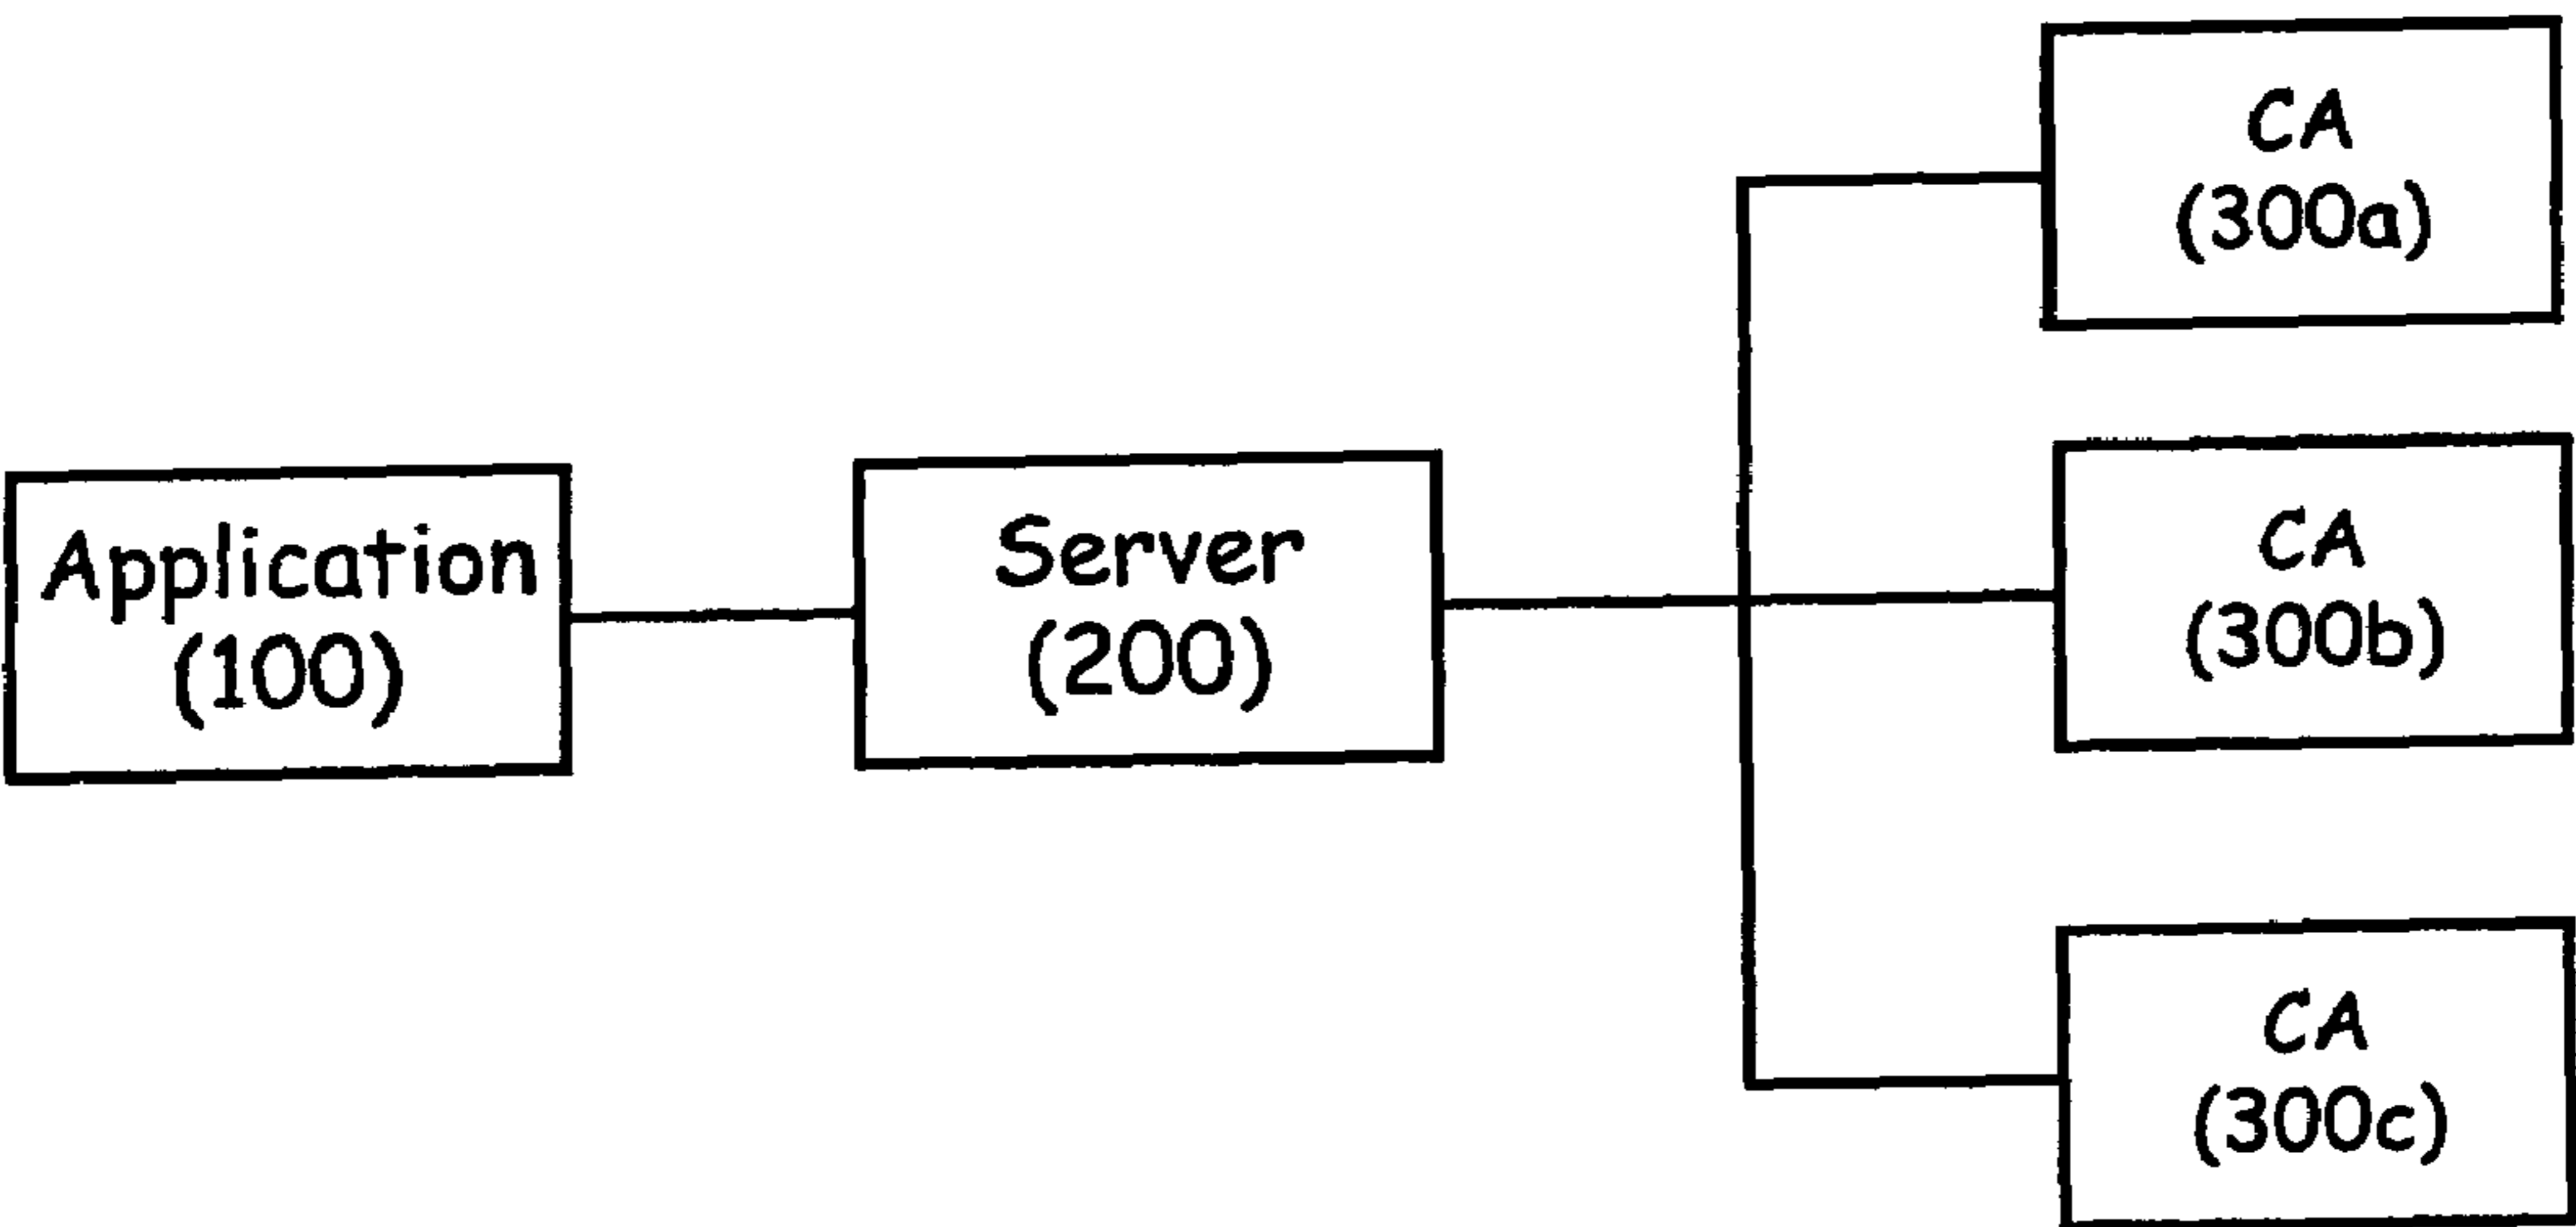 CA
(300a)
Application
(100)
Server
(200)
CA
(300b)
CA
(300c)